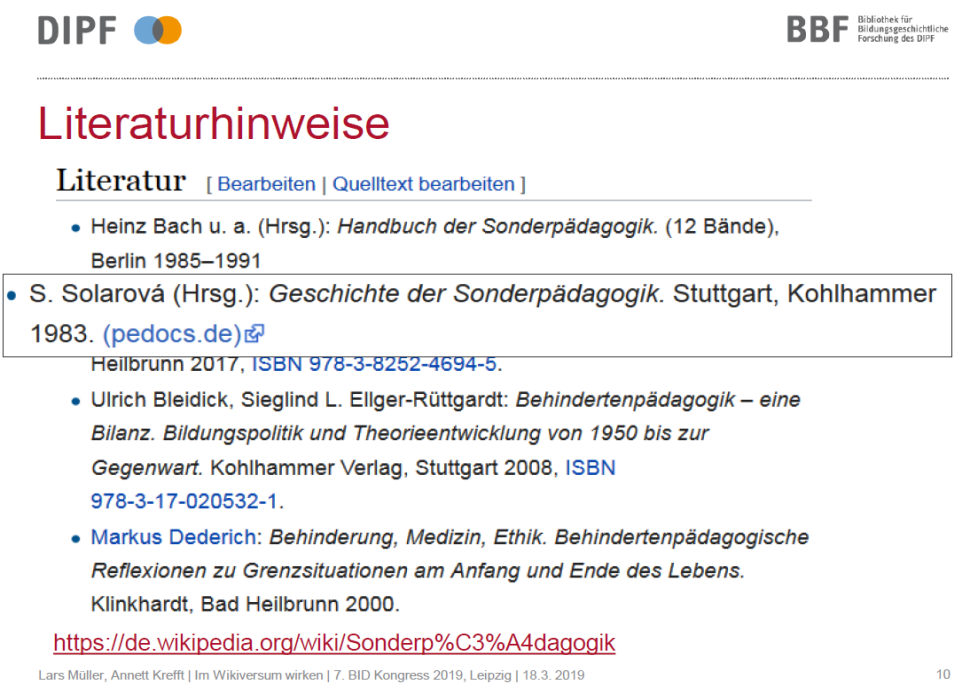 DIPF
BBF Bibliothek für
Bildungsgeschichtliche
Forschung des DIPF
Literaturhinweise
Literatur [ Bearbeiten | Quelltext bearbeiten ]
• Heinz Bach u. a. (Hrsg.): Handbuch der Sonderpädagogik. (12 Bände),
Berlin 1985–1991
• S. Solarová (Hrsg.): Geschichte der Sonderpädagogik. Stuttgart, Kohlhammer
1983. (pedocs.de)
Heilbrunn 2017, ISBN 978-3-8252-4694-5.
• Ulrich Bleidick, Sieglind L. Ellger-Rüttgardt: Behindertenpädagogik – eine
Bilanz. Bildungspolitik und Theorieentwicklung von 1950 bis zur
Gegenwart. Kohlhammer Verlag, Stuttgart 2008, ISBN
978-3-17-020532-1.
• Markus Dederich: Behinderung, Medizin, Ethik. Behindertenpädagogische
Reflexionen zu Grenzsituationen am Anfang und Ende des Lebens.
Klinkhardt, Bad Heilbrunn 2000.
https://de.wikipedia.org/wiki/Sonderp%C3%A4dagogik
Lars Müller, Annett Krefft | Im Wikiversum wirken | 7. BID Kongress 2019, Leipzig | 18.3. 2019
10